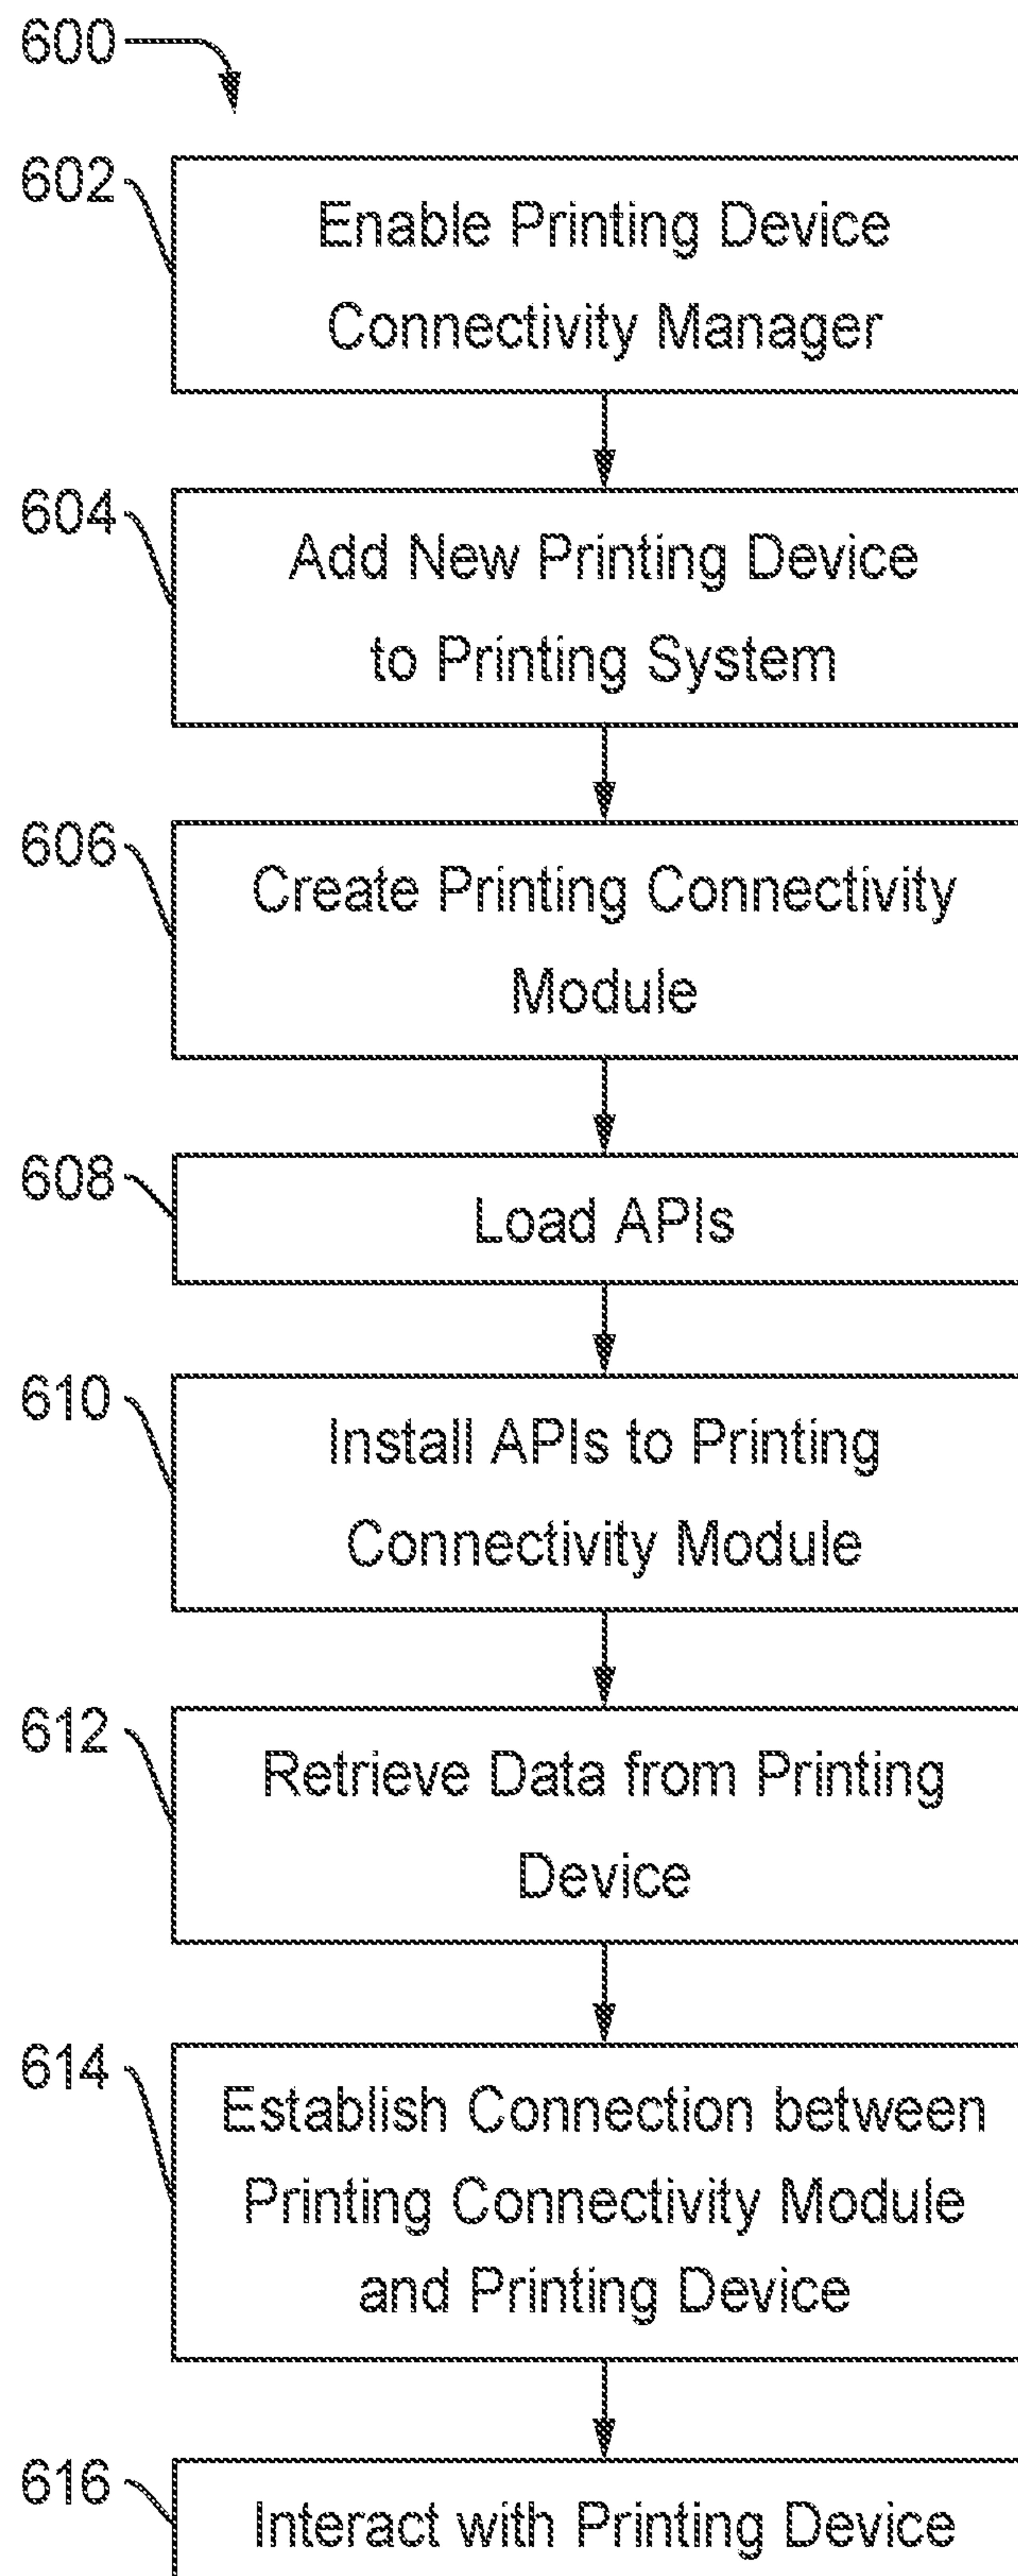 600
602
Enable Printing Device
Connectivity Manager
604
Add New Printing Device
to Printing System
606
Create Printing Connectivity
Module
608
Load APIs
610
Install APIs to Printing
Connectivity Module
612
Retrieve Data from Printing
Device
614
Establish Connection between
Printing Connectivity Module
and Printing Device
616
Interact with Printing Device